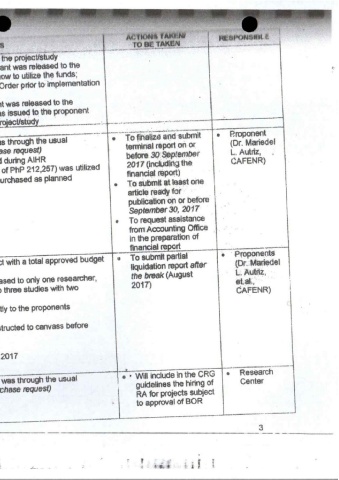 S
ACTIONS TAKEN/
TO BE TAKEN
RESPONSIBLE
the project/study
ant was released to the
ow to utilize the funds;
Order prior to implementation
nt was released to the
as issued to the proponent
roject/study
s through the usual
ase request)
d during AIHR
of PhP 212,257) was utilized
urchased as planned
• To finalize and submit
terminal report on or
before 30 September
2017 (including the
financial report)
• To submit at least one
article ready for
publication on or before
September 30, 2017
• To request assistance
from Accounting Office
in the preparation of
financial report
• Proponent
(Dr. Mariedel
L. Autriz,
CAFENR)
ct with a total approved budget
ased to only one researcher,
o three studies with two
tly to the proponents
structed to canvass before
2017
• To submit partial
liquidation report after
the break (August
2017)
• Proponents
(Dr. Mariedel
L. Autriz,
et.al.,
CAFENR)
was through the usual
chase request)
• Will include in the CRG
guidelines the hiring of
RA for projects subject
to approval of BOR
• Research
Center
3